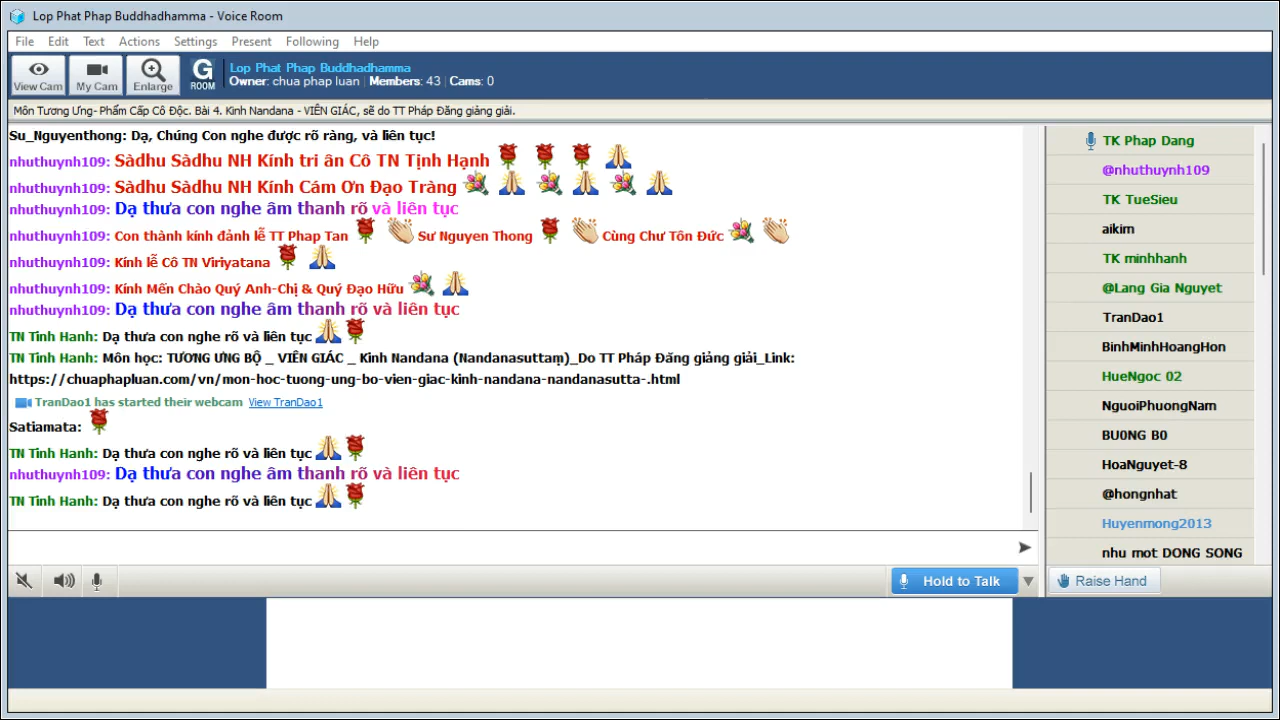 Lop Phat Phap Buddhadhamma - Voice Room
File Edit Text Actions Settings Present Following Help
View Cam My Cam Enlarge G ROOM
Lop Phat Phap Buddhadhamma
Owner: chua phap luan Members: 43 Cams: 0
Môn Tương Ưng- Phẩm Cấp Cô Độc. Bài 4. Kinh Nandana - VIÊN GIÁC, sẽ do TT Pháp Đăng giảng giải.
Su_Nguyenthong: Dạ, Chúng Con nghe được rõ ràng, và liên tục!
nhuthuynh109: Sàdhu Sàdhu NH Kính tri ân Cô TN Tịnh Hạnh
nhuthuynh109: Sàdhu Sàdhu NH Kính Cám Ơn Đạo Tràng
nhuthuynh109: Dạ thưa con nghe âm thanh rõ và liên tục
nhuthuynh109: Con thành kính đảnh lễ TT Phap Tan Sư Nguyen Thong Cùng Chư Tôn Đức
nhuthuynh109: Kính lễ Cô TN Viriyatana
nhuthuynh109: Kính Mến Chào Quý Anh-Chị & Quý Đạo Hữu
nhuthuynh109: Dạ thưa con nghe âm thanh rõ và liên tục
TN Tinh Hanh: Dạ thưa con nghe rõ và liên tục
TN Tinh Hanh: Môn học: TƯƠNG ƯNG BỘ _ VIÊN GIÁC _ Kinh Nandana (Nandanasuttaṃ)_Do TT Pháp Đăng giảng giải_Link:
https://chuaphapluan.com/vn/mon-hoc-tuong-ung-bo-vien-giac-kinh-nandana-nandanasutta-.html
TranDao1 has started their webcam View TranDao1
Satiamata:
TN Tinh Hanh: Dạ thưa con nghe rõ và liên tục
nhuthuynh109: Dạ thưa con nghe âm thanh rõ và liên tục
TN Tinh Hanh: Dạ thưa con nghe rõ và liên tục
Hold to Talk
TK Phap Dang
@nhuthuynh109
TK TueSieu
aikim
TK minhhanh
@Lang Gia Nguyet
TranDao1
BinhMinhHoangHon
HueNgoc 02
NguoiPhuongNam
BU0NG B0
HoaNguyet-8
@hongnhat
Huyenmong2013
nhu mot DONG SONG
Raise Hand